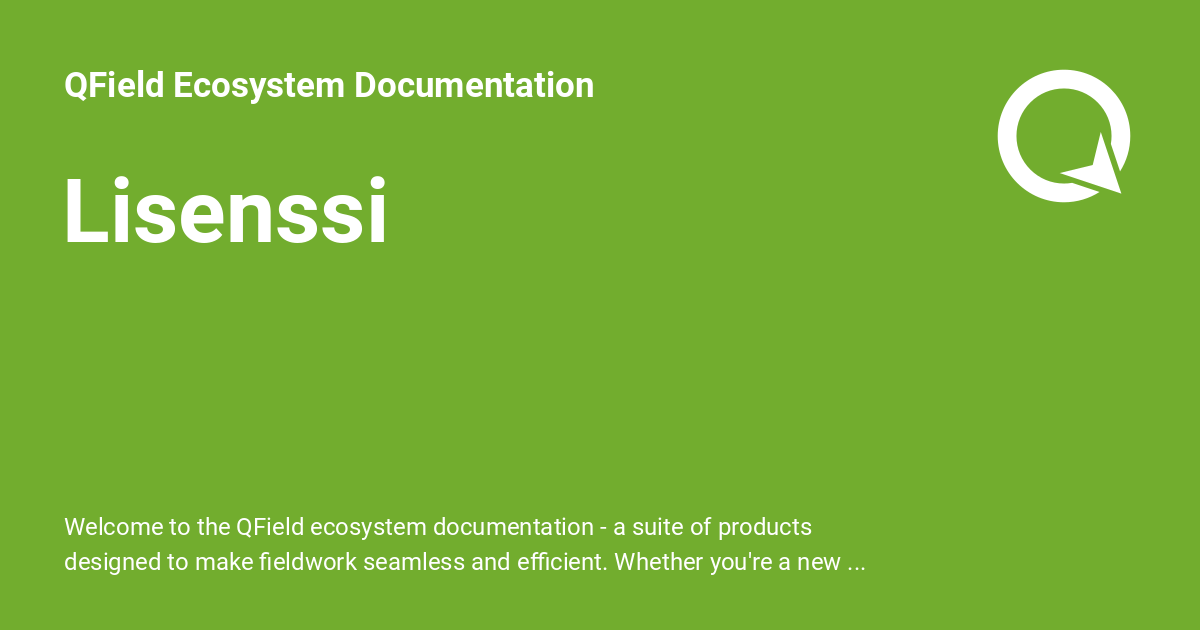 QField Ecosystem Documentation
Lisenssi
Welcome to the QField ecosystem documentation - a suite of products
designed to make fieldwork seamless and efficient. Whether you're a new ...